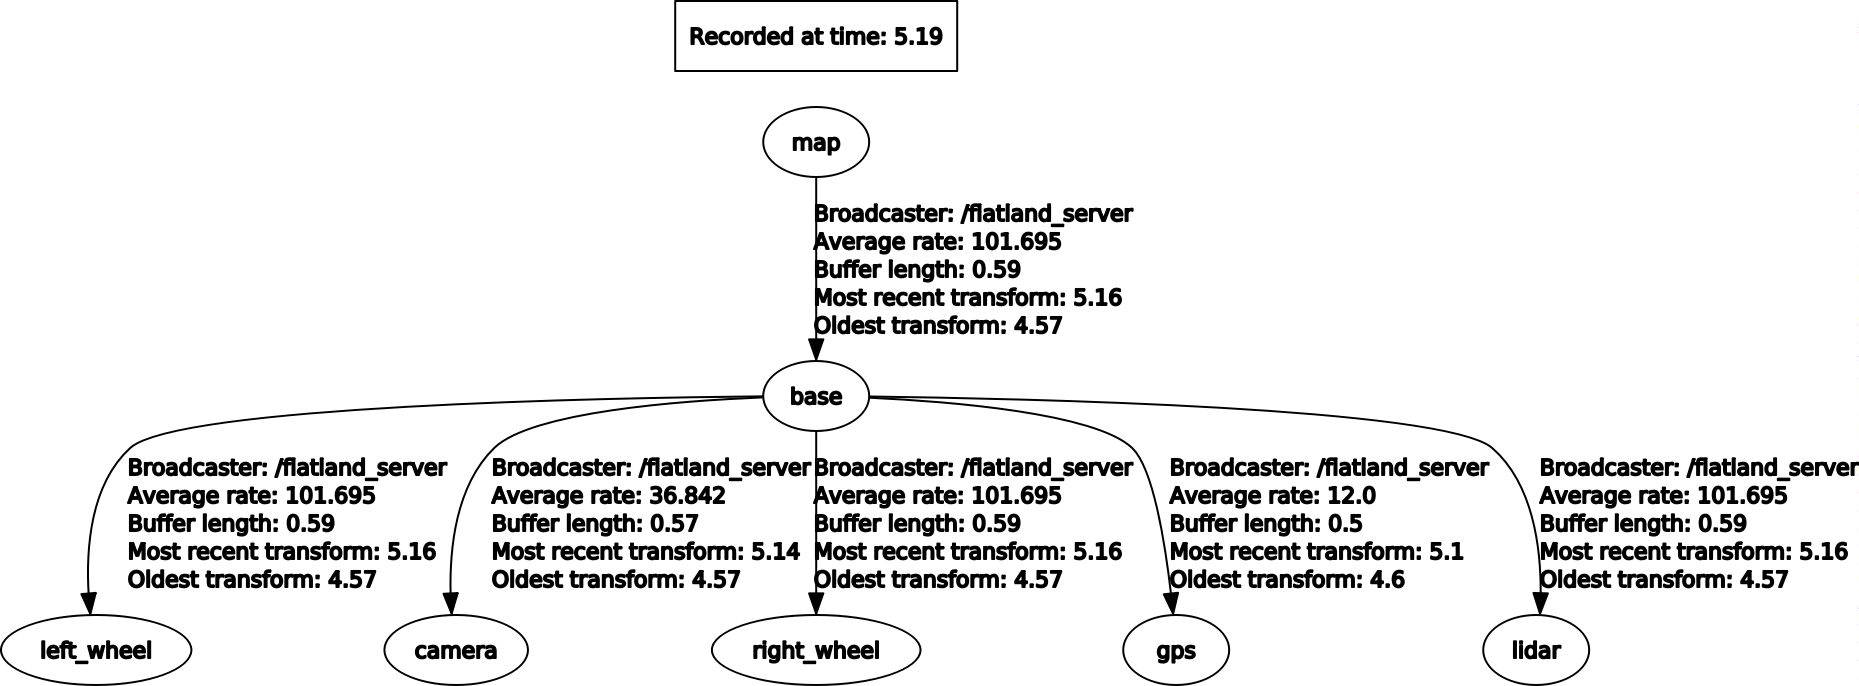 Recorded at time: 5.19
map
Broadcaster: /flatland_server
Average rate: 101.695
Buffer length: 0.59
Most recent transform: 5.16
Oldest transform: 4.57
base
Broadcaster: /flatland_server
Average rate: 101.695
Buffer length: 0.59
Most recent transform: 5.16
Oldest transform: 4.57
Broadcaster: /flatland_server
Average rate: 36.842
Buffer length: 0.57
Most recent transform: 5.14
Oldest transform: 4.57
Broadcaster: /flatland_server
Average rate: 101.695
Buffer length: 0.59
Most recent transform: 5.16
Oldest transform: 4.57
Broadcaster: /flatland_server
Average rate: 12.0
Buffer length: 0.5
Most recent transform: 5.1
Oldest transform: 4.6
Broadcaster: /flatland_server
Average rate: 101.695
Buffer length: 0.59
Most recent transform: 5.16
Oldest transform: 4.57
left_wheel
camera
right_wheel
gps
lidar